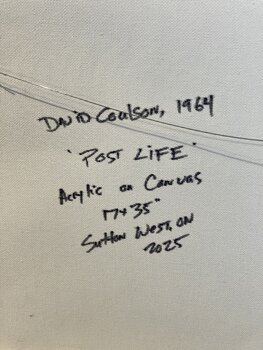 David Coulson, 1964
"Post Life"
Acrylic on Canvas
17x35"
Sutton West, ON
2025